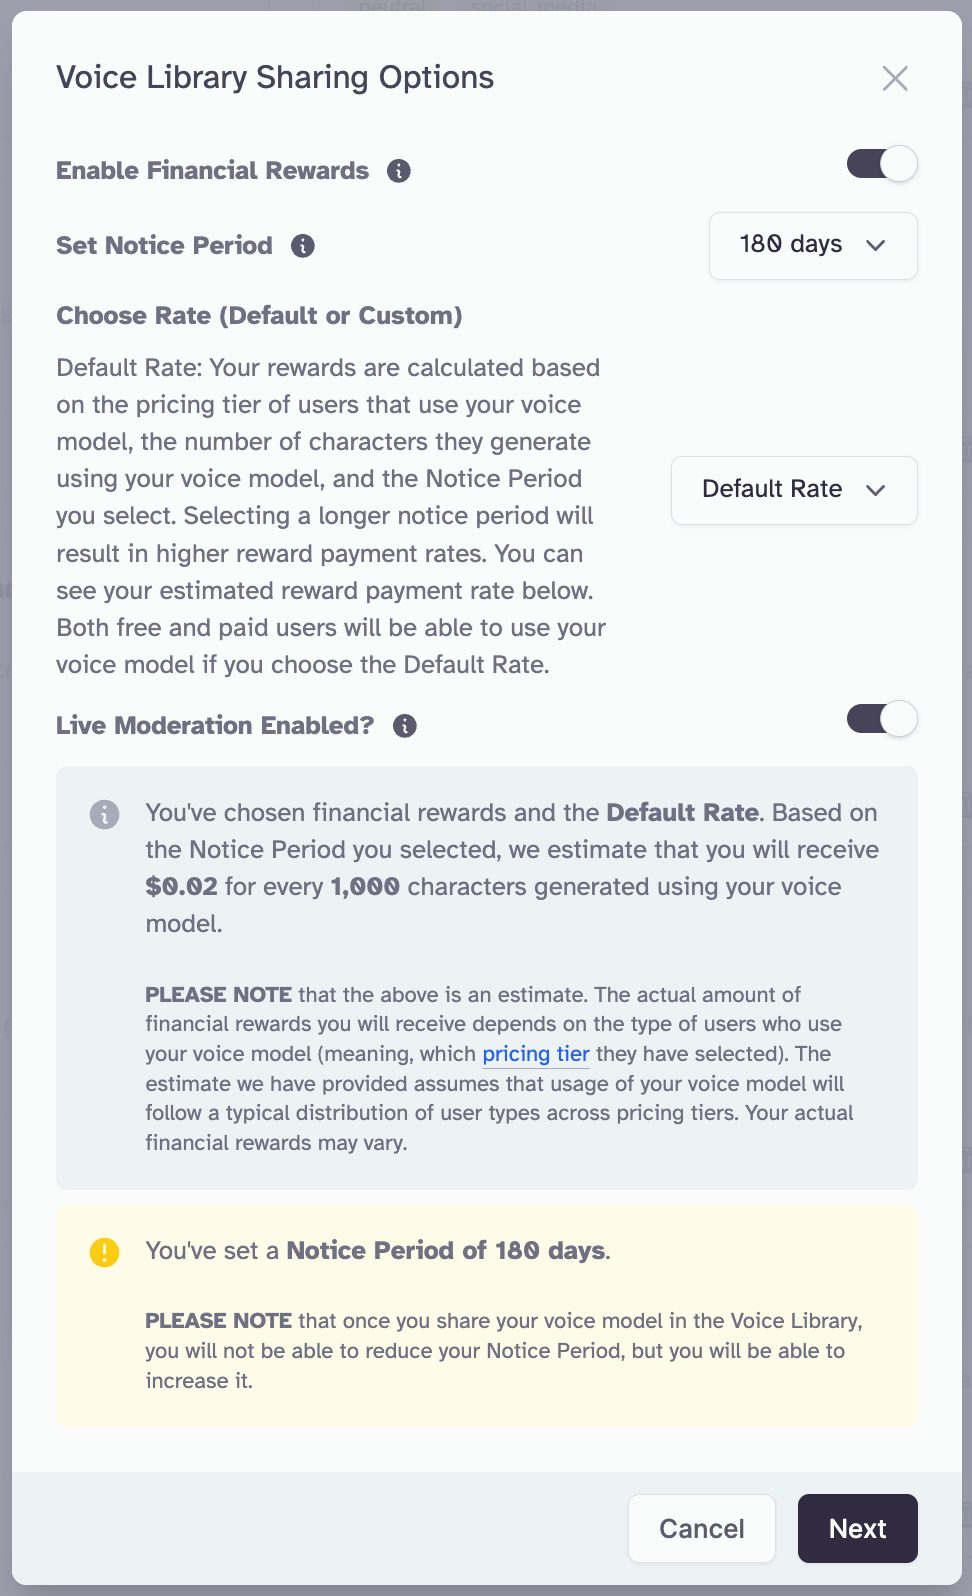 neutral social media
Voice Library Sharing Options
Enable Financial Rewards
Set Notice Period
180 days
Choose Rate (Default or Custom)
Default Rate: Your rewards are calculated based
on the pricing tier of users that use your voice
model, the number of characters they generate
using your voice model, and the Notice Period
you select. Selecting a longer notice period will
result in higher reward payment rates. You can
see your estimated reward payment rate below.
Both free and paid users will be able to use your
voice model if you choose the Default Rate.
Default Rate
Live Moderation Enabled?
You've chosen financial rewards and the Default Rate. Based on
the Notice Period you selected, we estimate that you will receive
$0.02 for every 1,000 characters generated using your voice
model.
PLEASE NOTE that the above is an estimate. The actual amount of
financial rewards you will receive depends on the type of users who use
your voice model (meaning, which pricing tier they have selected). The
estimate we have provided assumes that usage of your voice model will
follow a typical distribution of user types across pricing tiers. Your actual
financial rewards may vary.
You've set a Notice Period of 180 days.
PLEASE NOTE that once you share your voice model in the Voice Library,
you will not be able to reduce your Notice Period, but you will be able to
increase it.
Cancel
Next